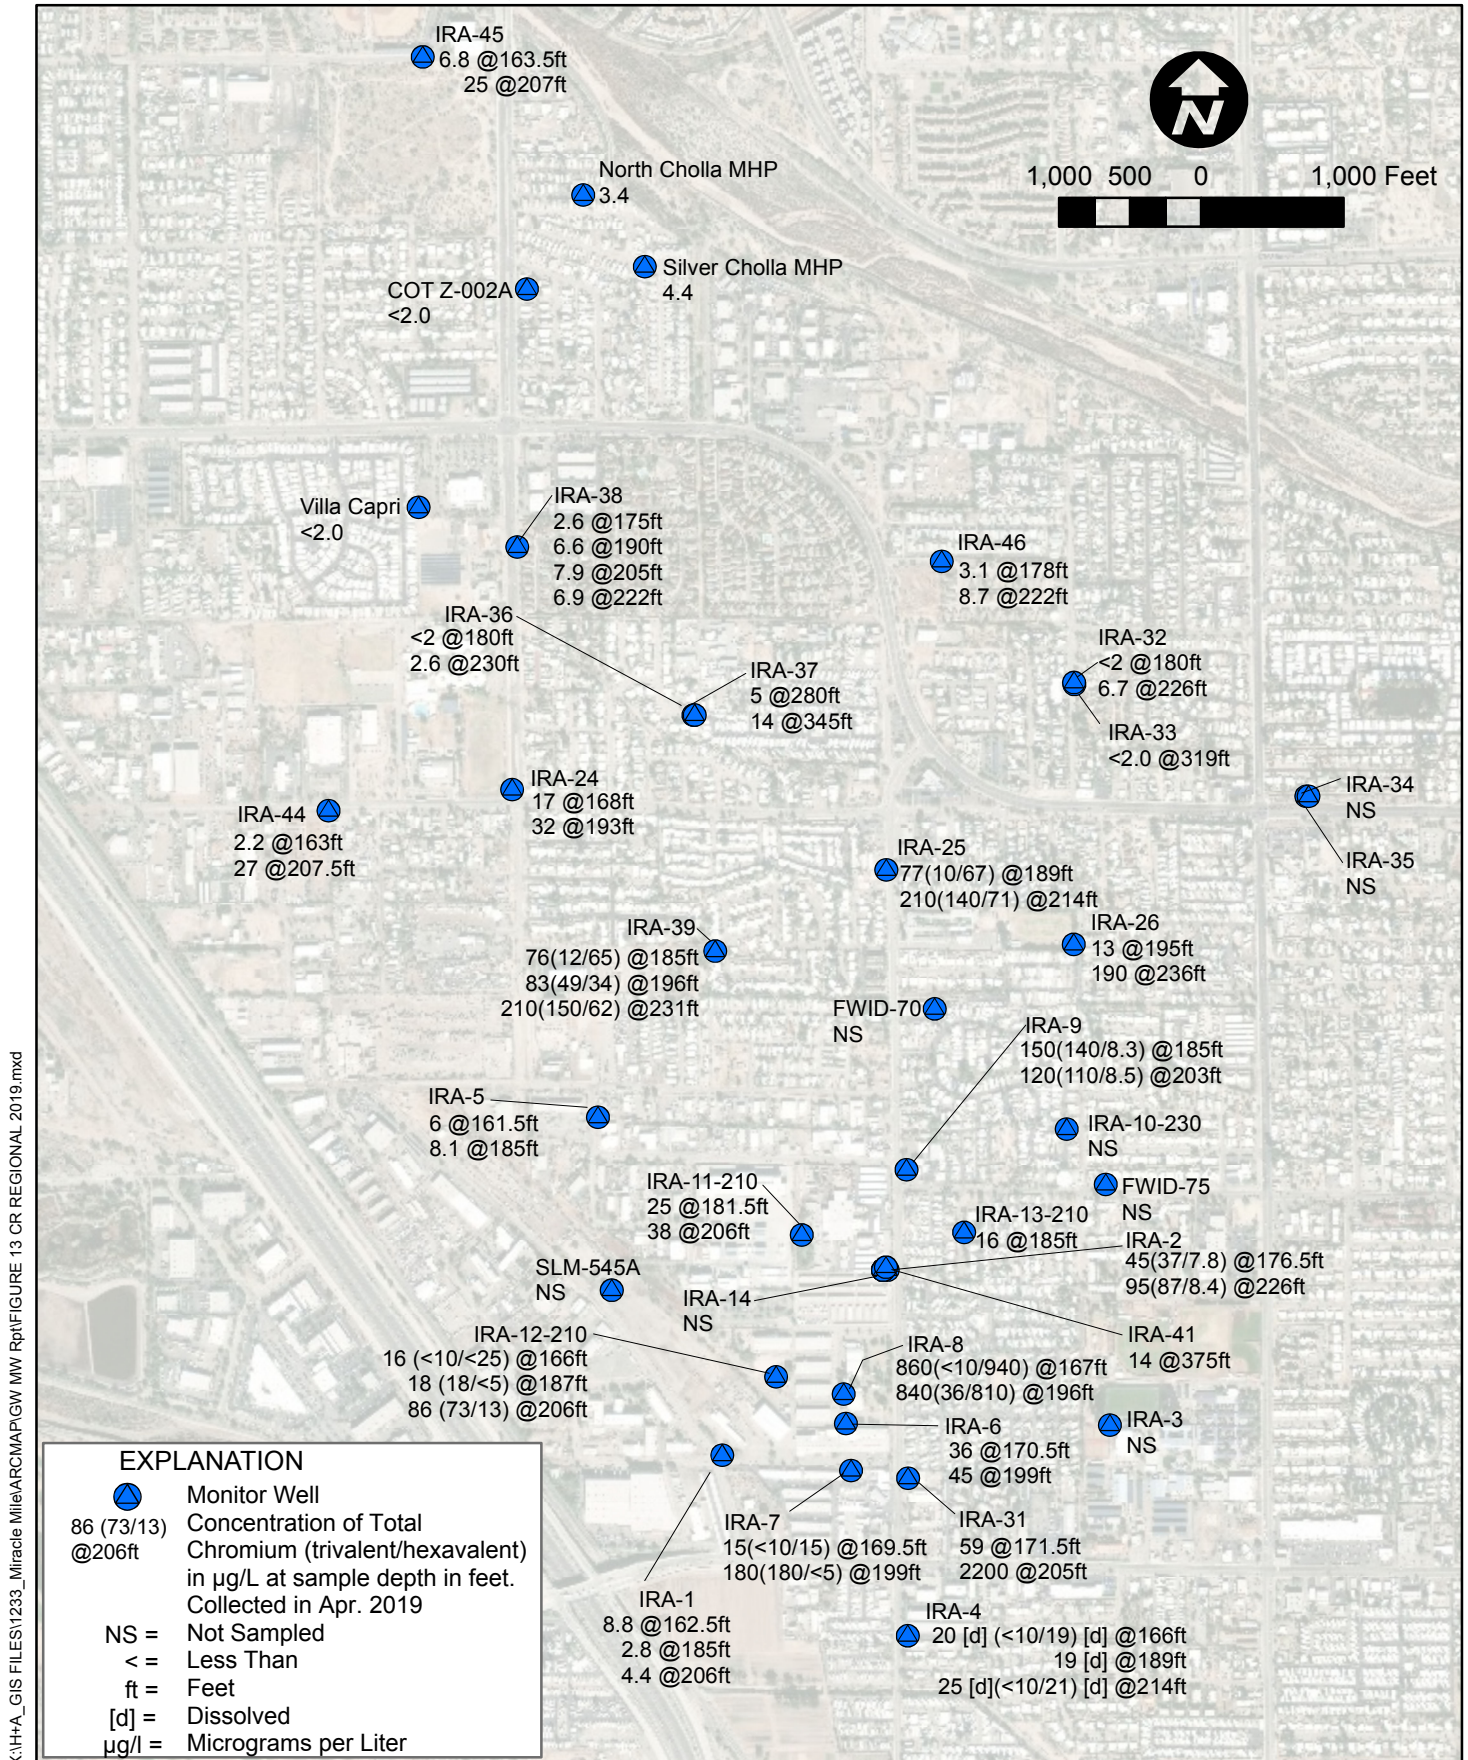 IRA-45
6.8 @163.5ft
25 @207ft
N
1,000 500 0 1,000 Feet
North Cholla MHP
3.4
Silver Cholla MHP
4.4
COT Z-002A
<2.0
Villa Capri
<2.0
IRA-38
2.6 @175ft
6.6 @190ft
7.9 @205ft
6.9 @222ft
IRA-46
3.1 @178ft
8.7 @222ft
IRA-36
<2 @180ft
2.6 @230ft
IRA-37
5 @280ft
14 @345ft
IRA-32
<2 @180ft
6.7 @226ft
IRA-33
<2.0 @319ft
IRA-34
NS
IRA-35
NS
IRA-24
17 @168ft
32 @193ft
IRA-44
2.2 @163ft
27 @207.5ft
IRA-25
77(10/67) @189ft
210(140/71) @214ft
IRA-26
13 @195ft
190 @236ft
IRA-39
76(12/65) @185ft
83(49/34) @196ft
210(150/62) @231ft
FWID-70
NS
IRA-9
150(140/8.3) @185ft
120(110/8.5) @203ft
IRA-5
6 @161.5ft
8.1 @185ft
IRA-10-230
NS
FWID-75
NS
IRA-11-210
25 @181.5ft
38 @206ft
IRA-13-210
16 @185ft
IRA-2
45(37/7.8) @176.5ft
95(87/8.4) @226ft
SLM-545A
NS
IRA-14
NS
IRA-41
14 @375ft
IRA-12-210
16 (<10/<25) @166ft
18 (18/<5) @187ft
86 (73/13) @206ft
IRA-8
860(<10/940) @167ft
840(36/810) @196ft
IRA-6
36 @170.5ft
45 @199ft
IRA-3
NS
IRA-7
15(<10/15) @169.5ft
180(180/<5) @199ft
IRA-31
59 @171.5ft
2200 @205ft
IRA-1
8.8 @162.5ft
2.8 @185ft
4.4 @206ft
IRA-4
20 [d] (<10/19) [d] @166ft
19 [d] @189ft
25 [d](<10/21) [d] @214ft
EXPLANATION
Monitor Well
86 (73/13) Concentration of Total
@206ft Chromium (trivalent/hexavalent)
in µg/L at sample depth in feet.
Collected in Apr. 2019
NS = Not Sampled
< = Less Than
ft = Feet
[d] = Dissolved
µg/l = Micrograms per Liter
K:\H+A_GIS FILES\1233_Miracle Mile\ARCMAP\GW MW Rpt\FIGURE 13 CR REGIONAL 2019.mxd